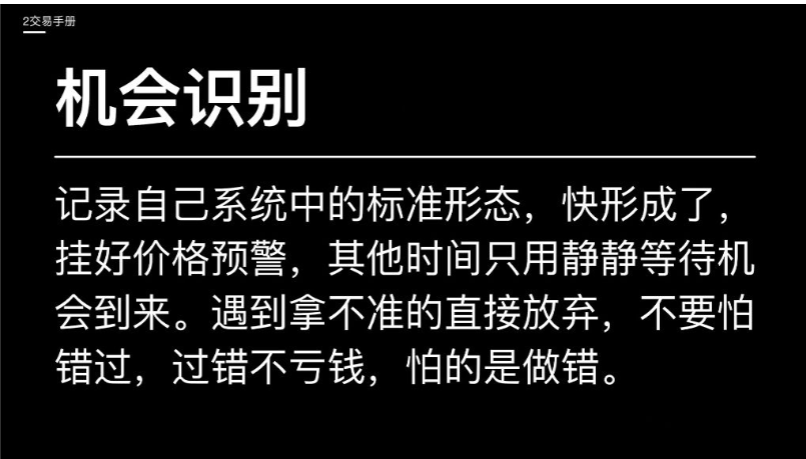 2交易手册
机会识别
记录自己系统中的标准形态，快形成了，
挂好价格预警，其他时间只用静静等待机
会到来。遇到拿不准的直接放弃，不要怕
错过，过错不亏钱，怕的是做错。